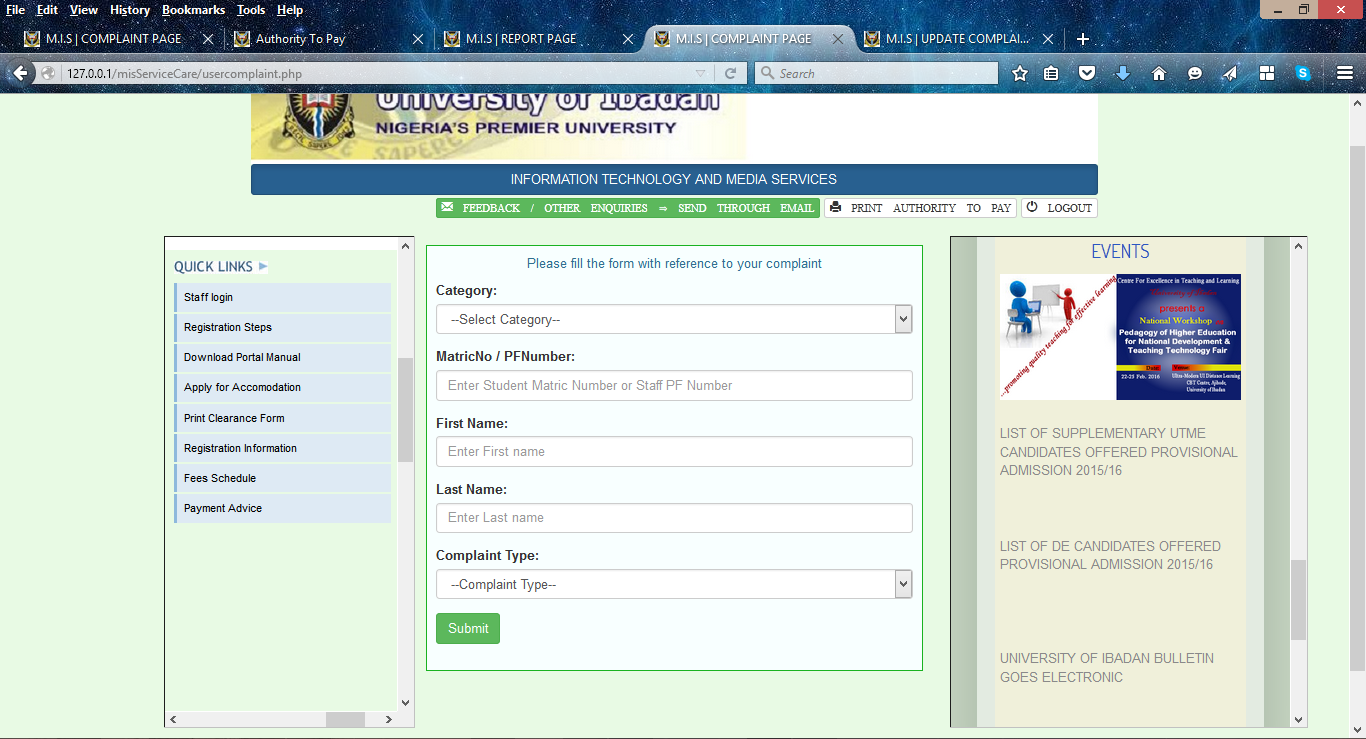 File Edit View History Bookmarks Tools Help
M.I.S | COMPLAINT PAGE
Authority To Pay
M.I.S | REPORT PAGE
M.I.S | COMPLAINT PAGE
M.I.S | UPDATE COMPLAI...
127.0.0.1/misServiceCare/usercomplaint.php
Search
University of Ibadan
NIGERIA'S PREMIER UNIVERSITY
SAPERE
INFORMATION TECHNOLOGY AND MEDIA SERVICES
FEEDBACK / OTHER ENQUIRIES ⇒ SEND THROUGH EMAIL
PRINT AUTHORITY TO PAY
LOGOUT
QUICK LINKS
Staff login
Registration Steps
Download Portal Manual
Apply for Accomodation
Print Clearance Form
Registration Information
Fees Schedule
Payment Advice
Please fill the form with reference to your complaint
Category:
--Select Category--
MatricNo / PFNumber:
Enter Student Matric Number or Staff PF Number
First Name:
Enter First name
Last Name:
Enter Last name
Complaint Type:
--Complaint Type--
Submit
EVENTS
...promoting quality teaching for effective learning
Centre For Excellence in Teaching and Learning
presents a
National Workshop
Pedagogy of Higher Education
for National Development &
Teaching Technology Fair
22-25 Feb. 2016
Ultra-Modern UI Distance Learning
CBT Centre, Ajibode,
University of Ibadan
LIST OF SUPPLEMENTARY UTME
CANDIDATES OFFERED PROVISIONAL
ADMISSION 2015/16
LIST OF DE CANDIDATES OFFERED
PROVISIONAL ADMISSION 2015/16
UNIVERSITY OF IBADAN BULLETIN
GOES ELECTRONIC